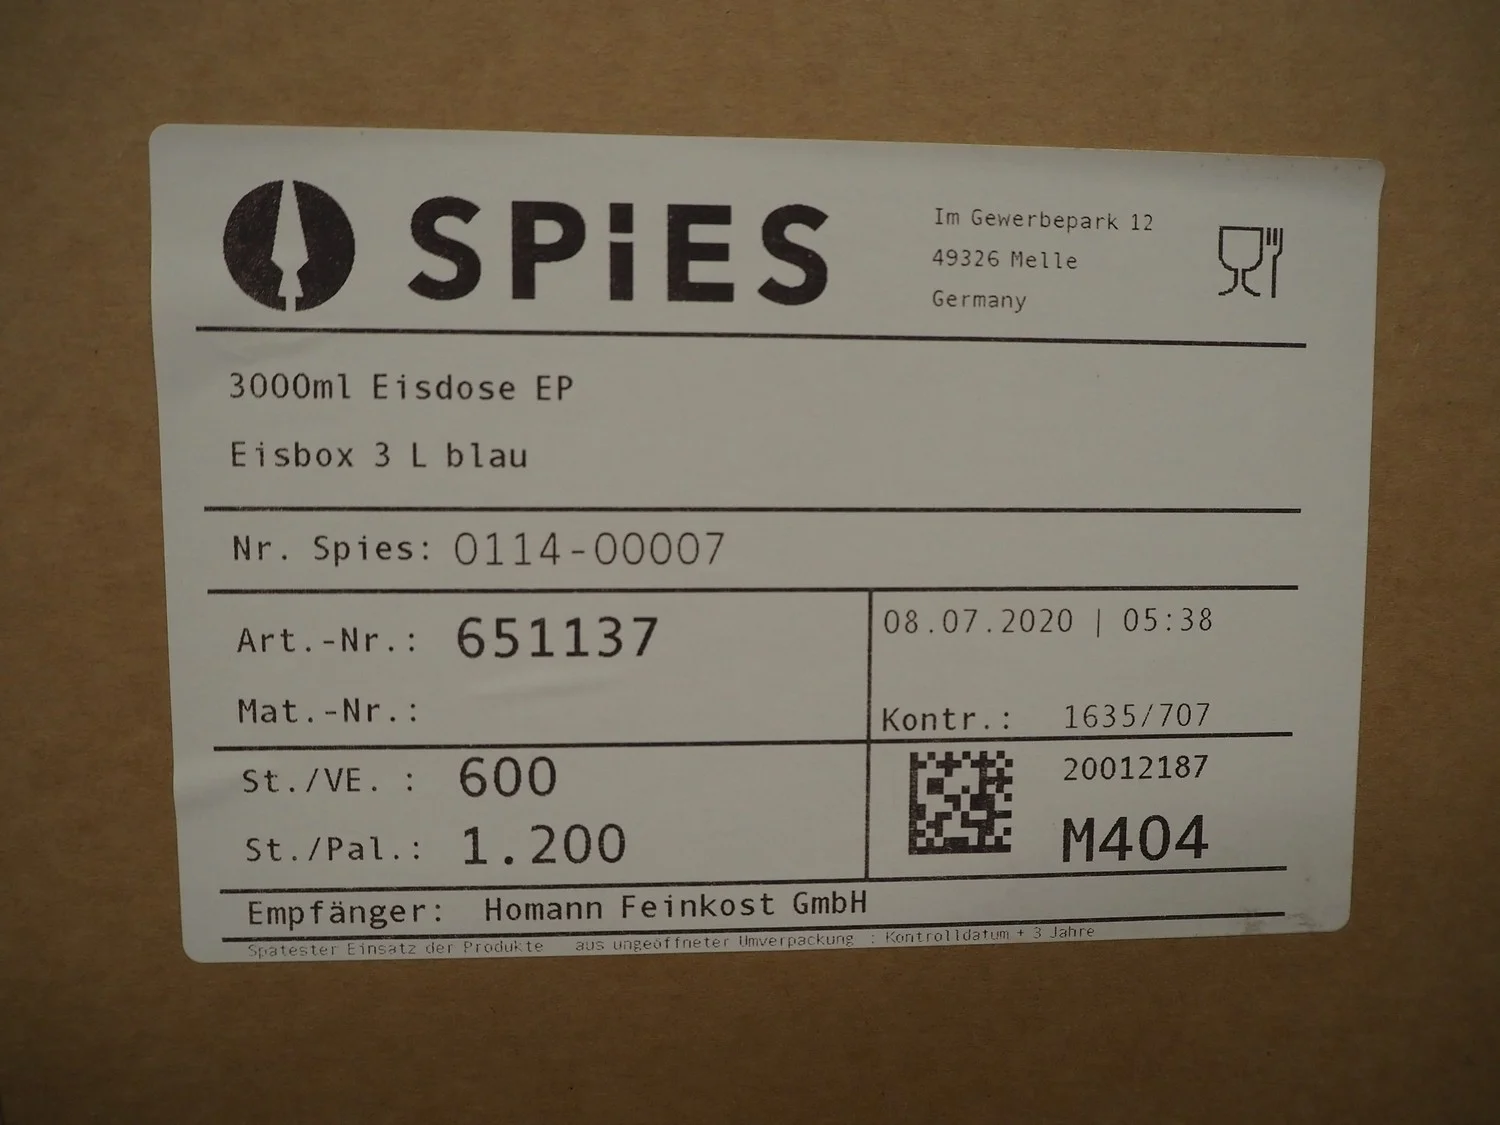 SPiES
Im Gewerbepark 12
49326 Melle
Germany
3000ml Eisdose EP
Eisbox 3 L blau
Nr. Spies: 0114-00007
Art.-Nr.: 651137
Mat.-Nr.:
08.07.2020 | 05:38
Kontr.: 1635/707
St./VE. : 600
St./Pal.: 1.200
20012187
M404
Empfänger: Homann Feinkost GmbH
Spätester Einsatz der Produkte aus ungeöffneter Umverpackung : Kontrolldatum + 3 Jahre